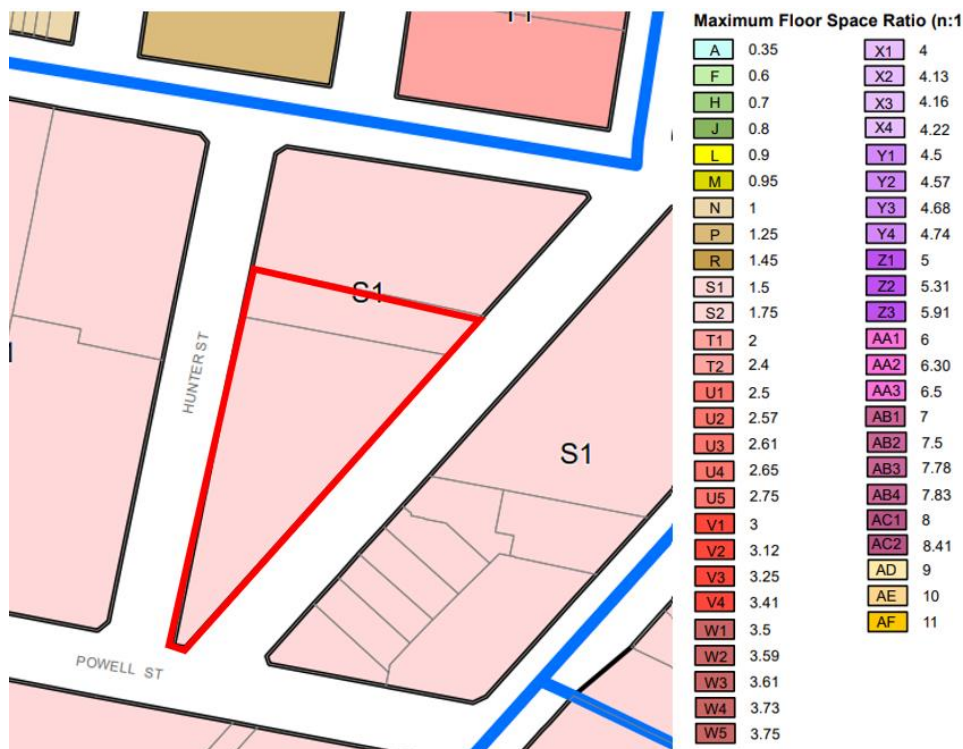 T1
S1
S1
1
HUNTER ST
POWELL ST
Maximum Floor Space Ratio (n:1
A 0.35
F 0.6
H 0.7
J 0.8
L 0.9
M 0.95
N 1
P 1.25
R 1.45
S1 1.5
S2 1.75
T1 2
T2 2.4
U1 2.5
U2 2.57
U3 2.61
U4 2.65
U5 2.75
V1 3
V2 3.12
V3 3.25
V4 3.41
W1 3.5
W2 3.59
W3 3.61
W4 3.73
W5 3.75
X1 4
X2 4.13
X3 4.16
X4 4.22
Y1 4.5
Y2 4.57
Y3 4.68
Y4 4.74
Z1 5
Z2 5.31
Z3 5.91
AA1 6
AA2 6.30
AA3 6.5
AB1 7
AB2 7.5
AB3 7.78
AB4 7.83
AC1 8
AC2 8.41
AD 9
AE 10
AF 11